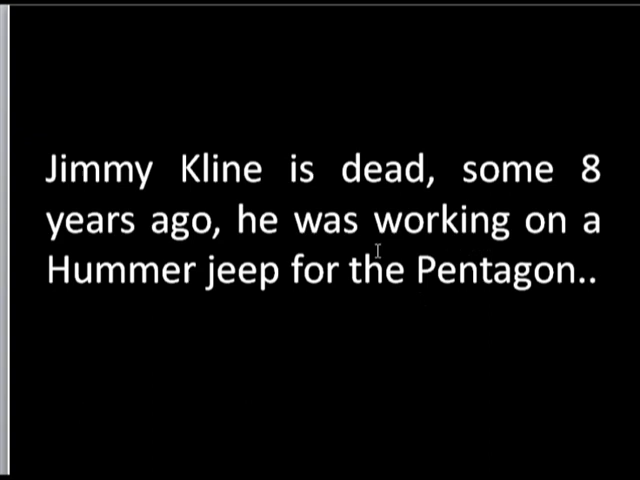 Jimmy Kline is dead, some 8
years ago, he was working on a
Hummer jeep for the Pentagon..